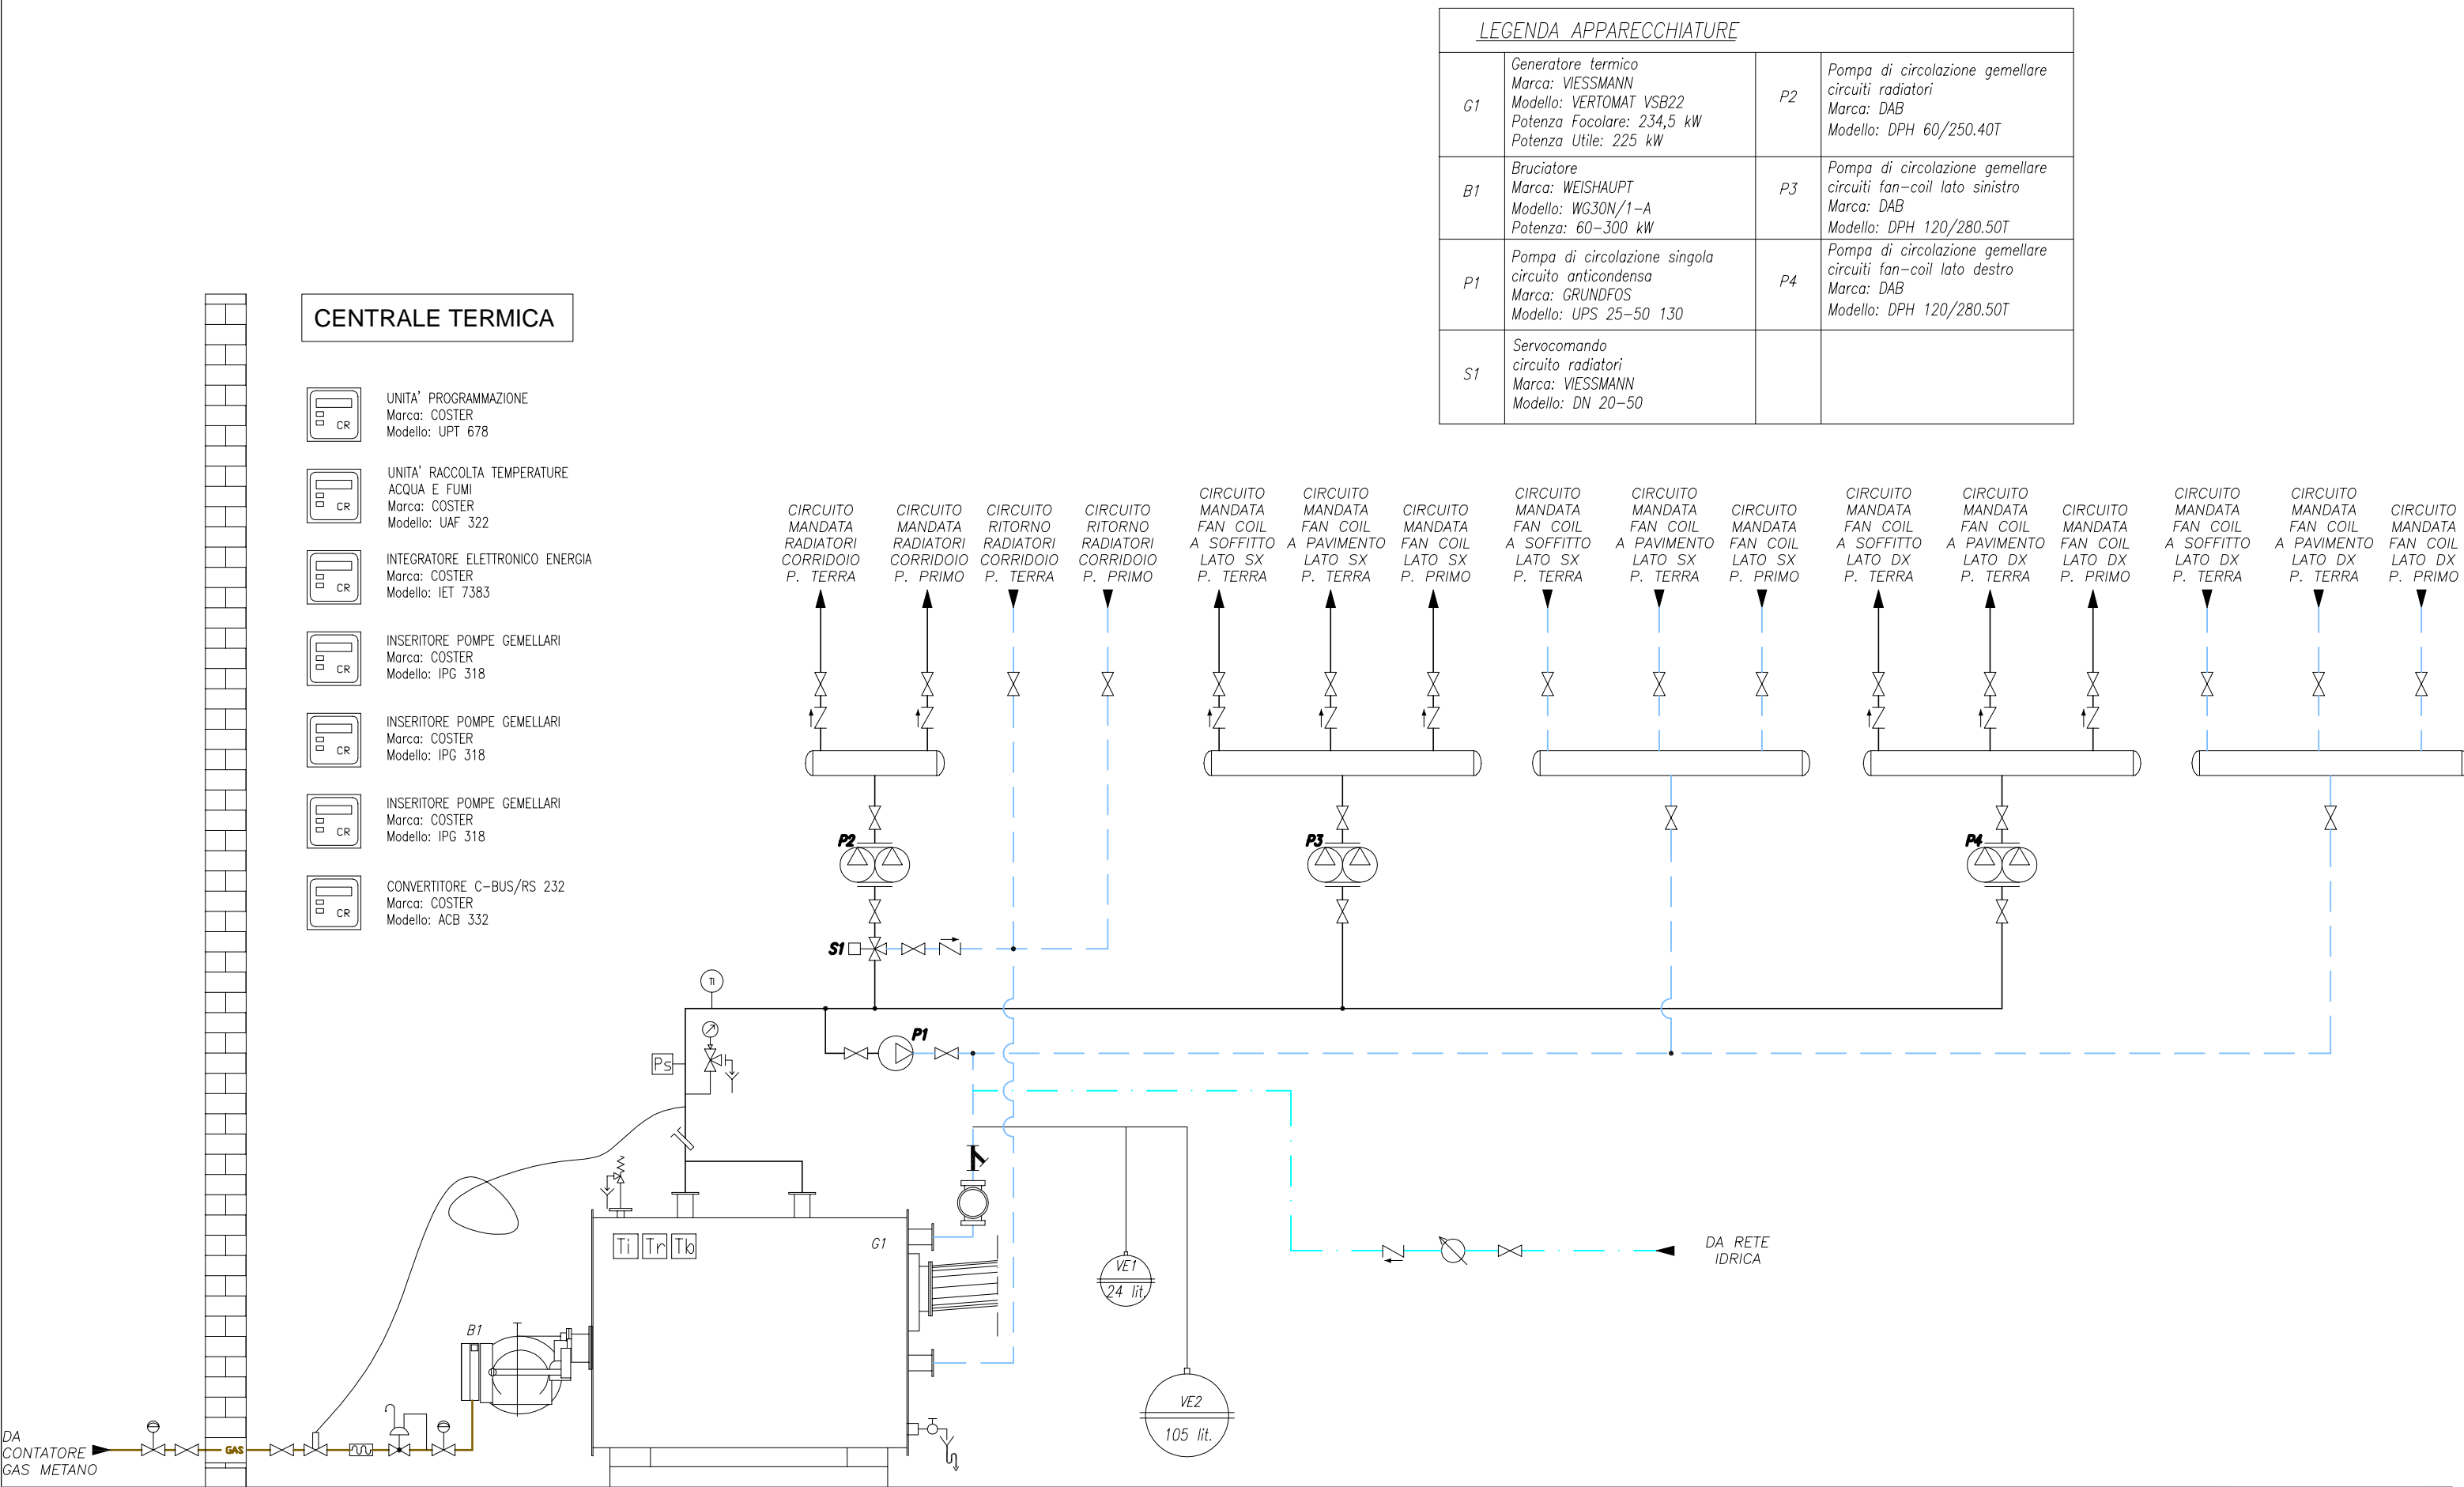 LEGENDA APPARECCHIATURE
G1
Generatore termico
Marca: VIESSMANN
Modello: VERTOMAT VSB22
Potenza Focolare: 234,5 kW
Potenza Utile: 225 kW
P2
Pompa di circolazione gemellare
circuiti radiatori
Marca: DAB
Modello: DPH 60/250.40T
B1
Bruciatore
Marca: WEISHAUPT
Modello: WG30N/1-A
Potenza: 60-300 kW
P3
Pompa di circolazione gemellare
circuiti fan-coil lato sinistro
Marca: DAB
Modello: DPH 120/280.50T
P1
Pompa di circolazione singola
circuito anticondensa
Marca: GRUNDFOS
Modello: UPS 25-50 130
P4
Pompa di circolazione gemellare
circuiti fan-coil lato destro
Marca: DAB
Modello: DPH 120/280.50T
S1
Servocomando
circuito radiatori
Marca: VIESSMANN
Modello: DN 20-50
CENTRALE TERMICA
CR
UNITA' PROGRAMMAZIONE
Marca: COSTER
Modello: UPT 678
CR
UNITA' RACCOLTA TEMPERATURE
ACQUA E FUMI
Marca: COSTER
Modello: UAF 322
CR
INTEGRATORE ELETTRONICO ENERGIA
Marca: COSTER
Modello: IET 7383
CR
INSERITORE POMPE GEMELLARI
Marca: COSTER
Modello: IPG 318
CR
INSERITORE POMPE GEMELLARI
Marca: COSTER
Modello: IPG 318
CR
INSERITORE POMPE GEMELLARI
Marca: COSTER
Modello: IPG 318
CR
CONVERTITORE C-BUS/RS 232
Marca: COSTER
Modello: ACB 332
CIRCUITO
MANDATA
RADIATORI
CORRIDOIO
P. TERRA
CIRCUITO
MANDATA
RADIATORI
CORRIDOIO
P. PRIMO
CIRCUITO
RITORNO
RADIATORI
CORRIDOIO
P. TERRA
CIRCUITO
RITORNO
RADIATORI
CORRIDOIO
P. PRIMO
CIRCUITO
MANDATA
FAN COIL
A SOFFITTO
LATO SX
P. TERRA
CIRCUITO
MANDATA
FAN COIL
A PAVIMENTO
LATO SX
P. TERRA
CIRCUITO
MANDATA
FAN COIL
LATO SX
P. PRIMO
CIRCUITO
MANDATA
FAN COIL
A SOFFITTO
LATO SX
P. TERRA
CIRCUITO
MANDATA
FAN COIL
A PAVIMENTO
LATO SX
P. TERRA
CIRCUITO
MANDATA
FAN COIL
LATO SX
P. PRIMO
CIRCUITO
MANDATA
FAN COIL
A SOFFITTO
LATO DX
P. TERRA
CIRCUITO
MANDATA
FAN COIL
A PAVIMENTO
LATO DX
P. TERRA
CIRCUITO
MANDATA
FAN COIL
LATO DX
P. PRIMO
CIRCUITO
MANDATA
FAN COIL
A SOFFITTO
LATO DX
P. TERRA
CIRCUITO
MANDATA
FAN COIL
A PAVIMENTO
LATO DX
P. TERRA
CIRCUITO
MANDATA
FAN COIL
LATO DX
P. PRIMO
P2
P3
P4
S1
TI
P1
Ps
Ti
Tr
Tb
G1
B1
VE1
24 lit.
VE2
105 lit.
DA RETE
IDRICA
DA
CONTATORE
GAS METANO
GAS